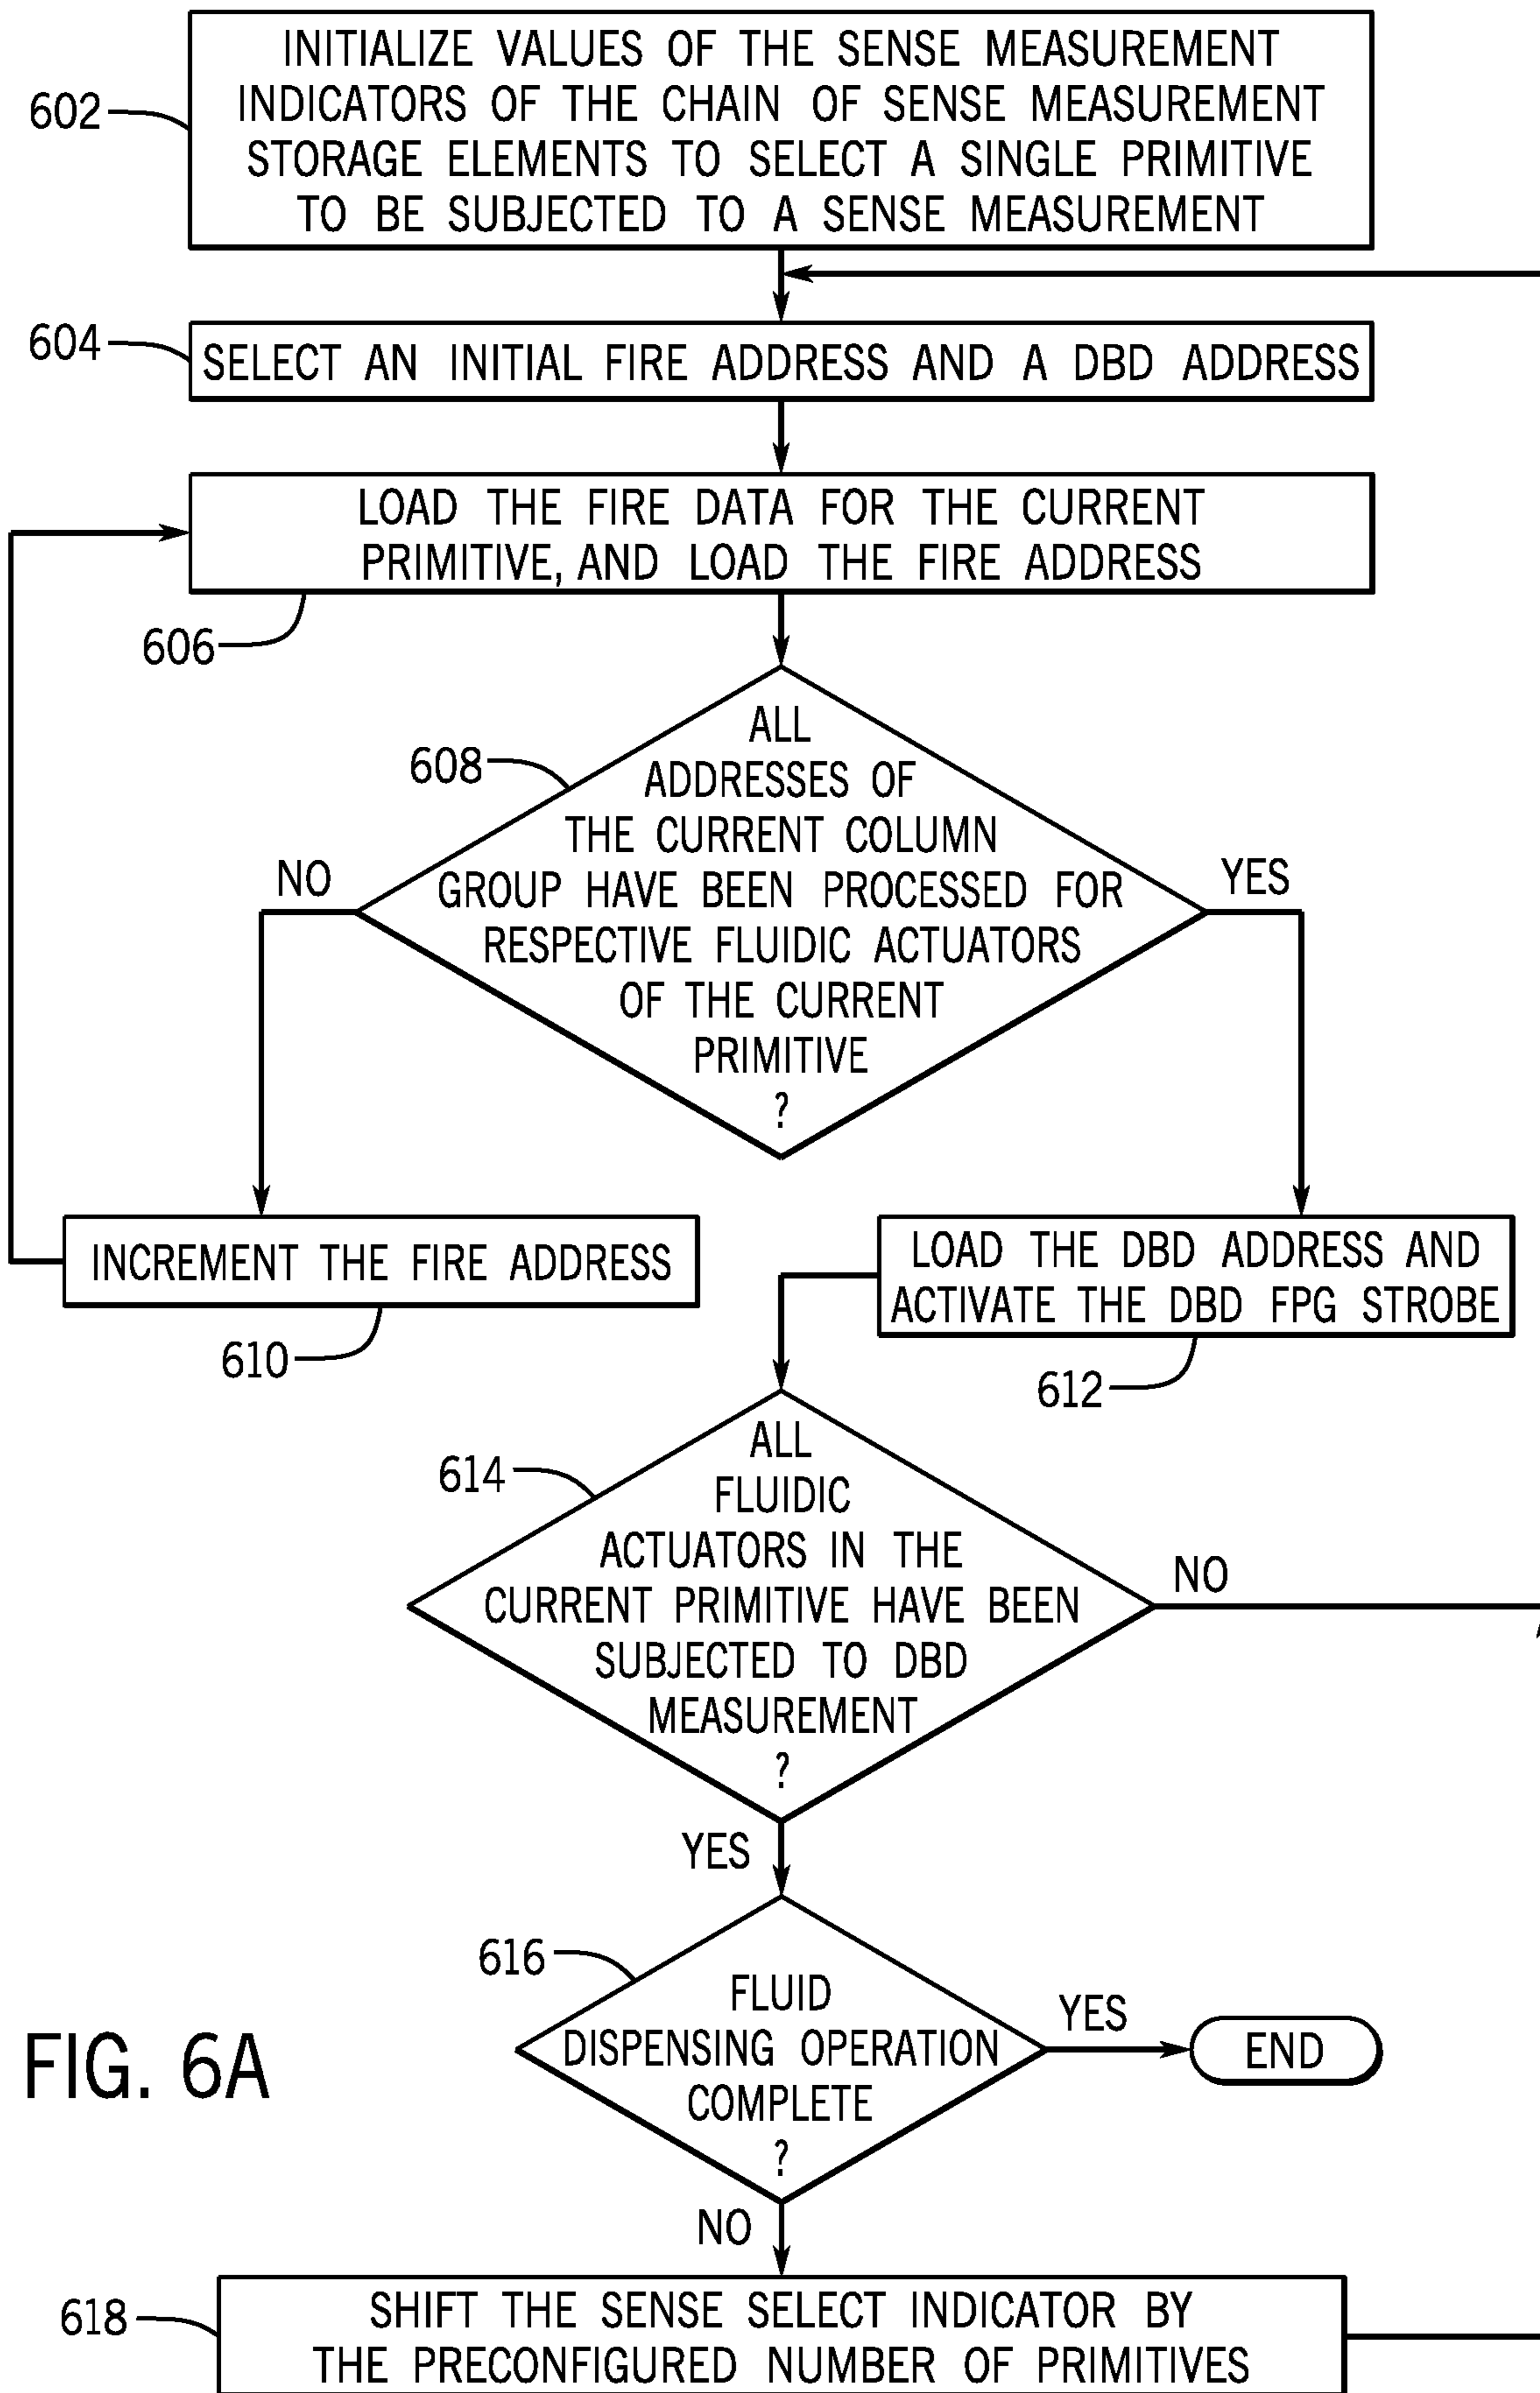 INITIALIZE VALUES OF THE SENSE MEASUREMENT
INDICATORS OF THE CHAIN OF SENSE MEASUREMENT
STORAGE ELEMENTS TO SELECT A SINGLE PRIMITIVE
TO BE SUBJECTED TO A SENSE MEASUREMENT
602
604
SELECT AN INITIAL FIRE ADDRESS AND A DBD ADDRESS
LOAD THE FIRE DATA FOR THE CURRENT
PRIMITIVE, AND LOAD THE FIRE ADDRESS
606
608
ALL
ADDRESSES OF
THE CURRENT COLUMN
GROUP HAVE BEEN PROCESSED FOR
RESPECTIVE FLUIDIC ACTUATORS
OF THE CURRENT
PRIMITIVE
?
NO
YES
INCREMENT THE FIRE ADDRESS
610
LOAD THE DBD ADDRESS AND
ACTIVATE THE DBD FPG STROBE
612
614
ALL
FLUIDIC
ACTUATORS IN THE
CURRENT PRIMITIVE HAVE BEEN
SUBJECTED TO DBD
MEASUREMENT
?
NO
YES
616
FLUID
DISPENSING OPERATION
COMPLETE
?
YES
END
NO
FIG. 6A
618
SHIFT THE SENSE SELECT INDICATOR BY
THE PRECONFIGURED NUMBER OF PRIMITIVES